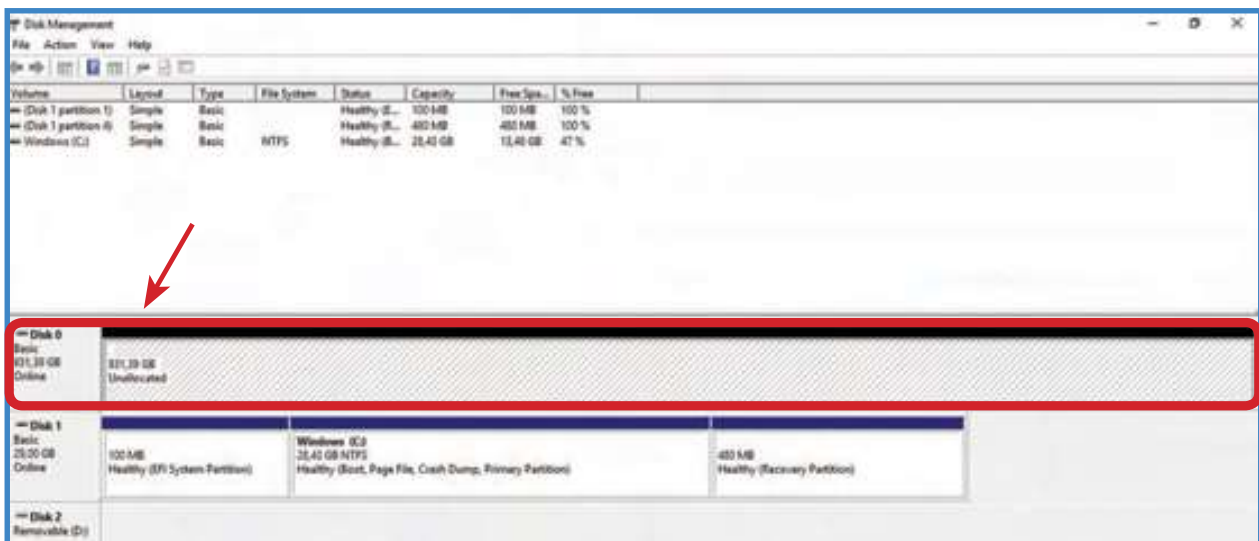 Disk Management
File Action View Help
Volume Layout Type File System Status Capacity Free Spa... % Free
(Disk 1 partition 1) Simple Basic Healthy (E... 100 MB 100 MB 100 %
(Disk 1 partition 4) Simple Basic Healthy (R... 480 MB 480 MB 100 %
Windows (C:) Simple Basic NTFS Healthy (B... 28,40 GB 13,40 GB 47 %
Disk 0
Basic
931,39 GB
Online
931,39 GB
Unallocated
Disk 1
Basic
29,00 GB
Online
100 MB
Healthy (EFI System Partition)
Windows (C:)
28,40 GB NTFS
Healthy (Boot, Page File, Crash Dump, Primary Partition)
480 MB
Healthy (Recovery Partition)
Disk 2
Removable (D:)